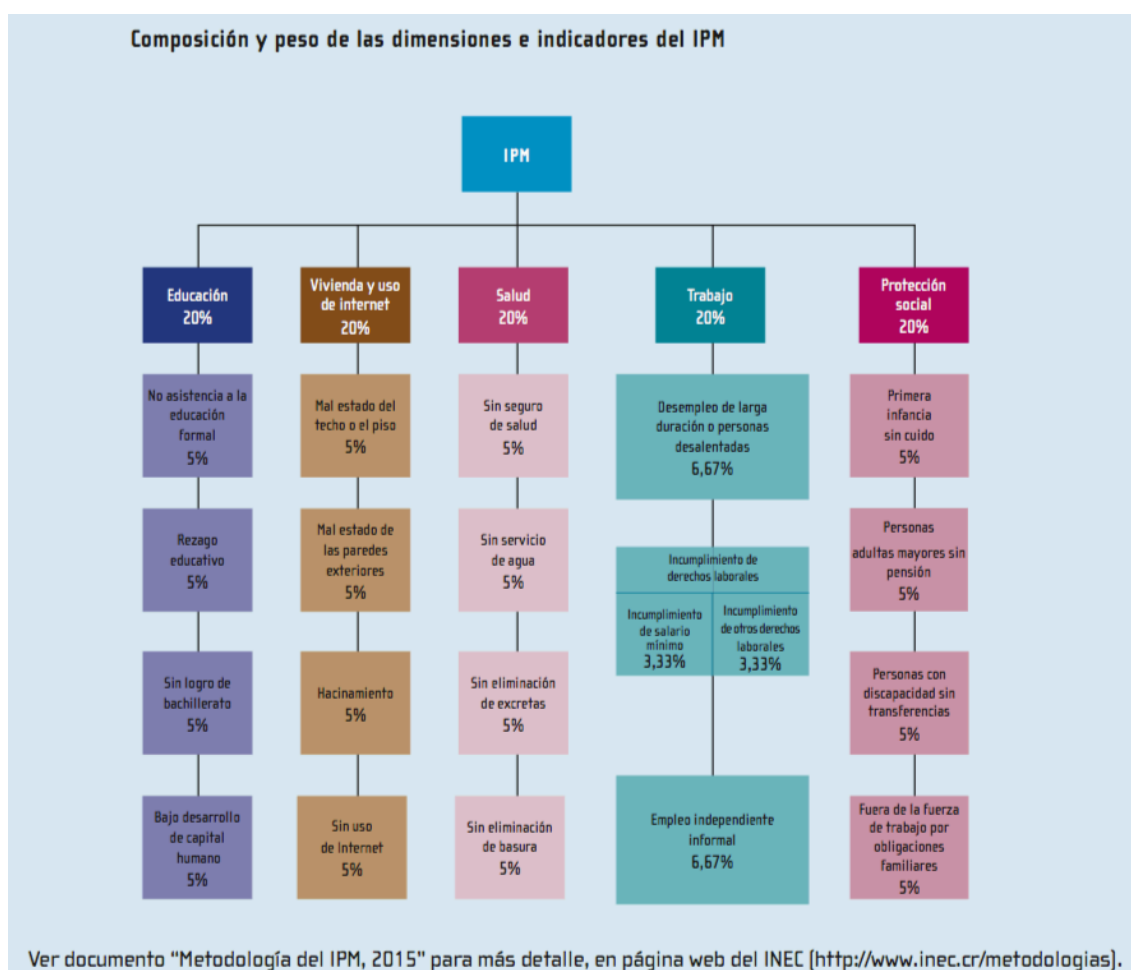 Composición y peso de las dimensiones e indicadores del IPM
IPM
Educación
20%
No asistencia a la
educación
formal
5%
Rezago
educativo
5%
Sin logro de
bachillerato
5%
Bajo desarrollo
de capital
humano
5%
Vivienda y uso
de internet
20%
Mal estado del
techo o el piso
5%
Mal estado de
las paredes
exteriores
5%
Hacinamiento
5%
Sin uso
de Internet
5%
Salud
20%
Sin seguro
de salud
5%
Sin servicio
de agua
5%
Sin eliminación
de excretas
5%
Sin eliminación
de basura
5%
Trabajo
20%
Desempleo de larga
duración o personas
desalentadas
6,67%
Incumplimiento de
derechos laborales
Incumplimiento
de salario
mínimo
3,33%
Incumplimiento
de otros derechos
laborales
3,33%
Empleo independiente
informal
6,67%
Protección
social
20%
Primera
infancia
sin cuido
5%
Personas
adultas mayores sin
pensión
5%
Personas con
discapacidad sin
transferencias
5%
Fuera de la fuerza
de trabajo por
obligaciones
familiares
5%
Ver documento “Metodología del IPM, 2015” para más detalle, en página web del INEC (http://www.inec.cr/metodologias).